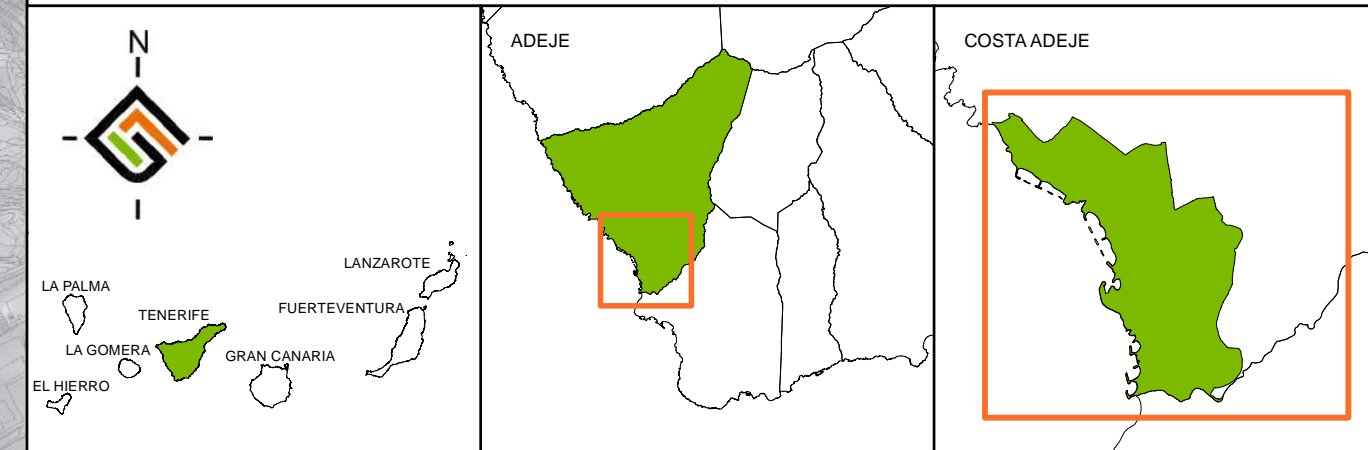 N
LANZAROTE
LA PALMA
FUERTEVENTURA
TENERIFE
LA GOMERA
GRAN CANARIA
EL HIERRO
ADEJE
COSTA ADEJE